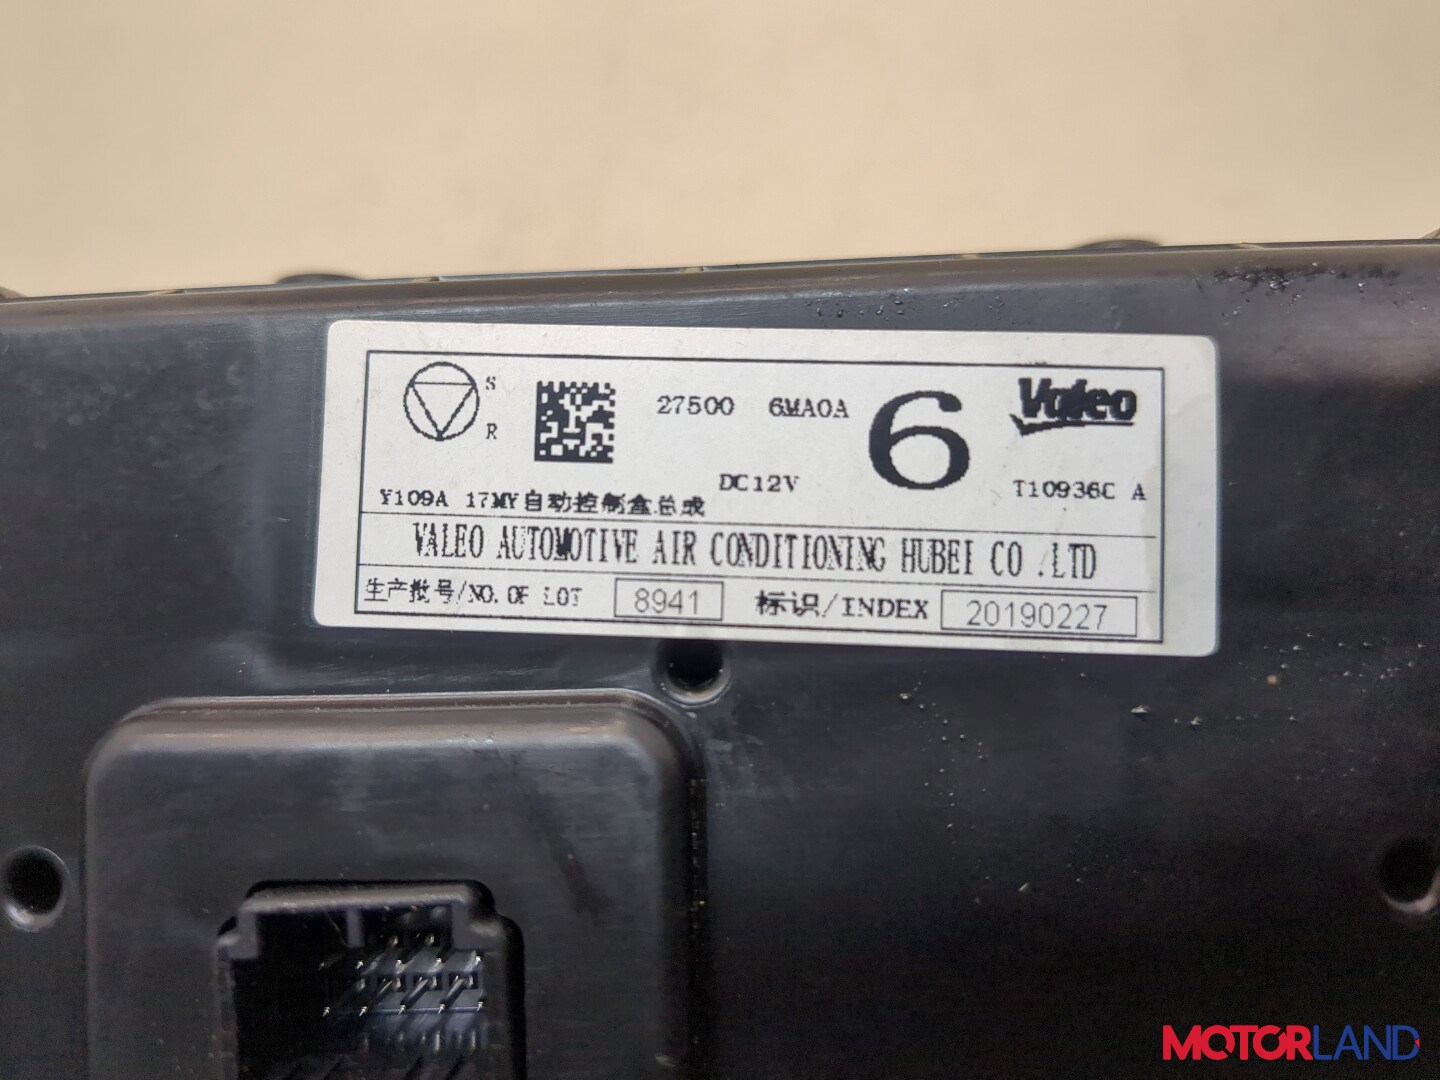 S
R
27500 6MA0A
6
Valeo
DC12V
T10936C A
Y109A 17MY自动控制盒总成
VALEO AUTOMOTIVE AIR CONDITIONING HUBEI CO .LTD
生产批号/NO. OF LOT 8941 标识/INDEX 20190227
MOTORLAND